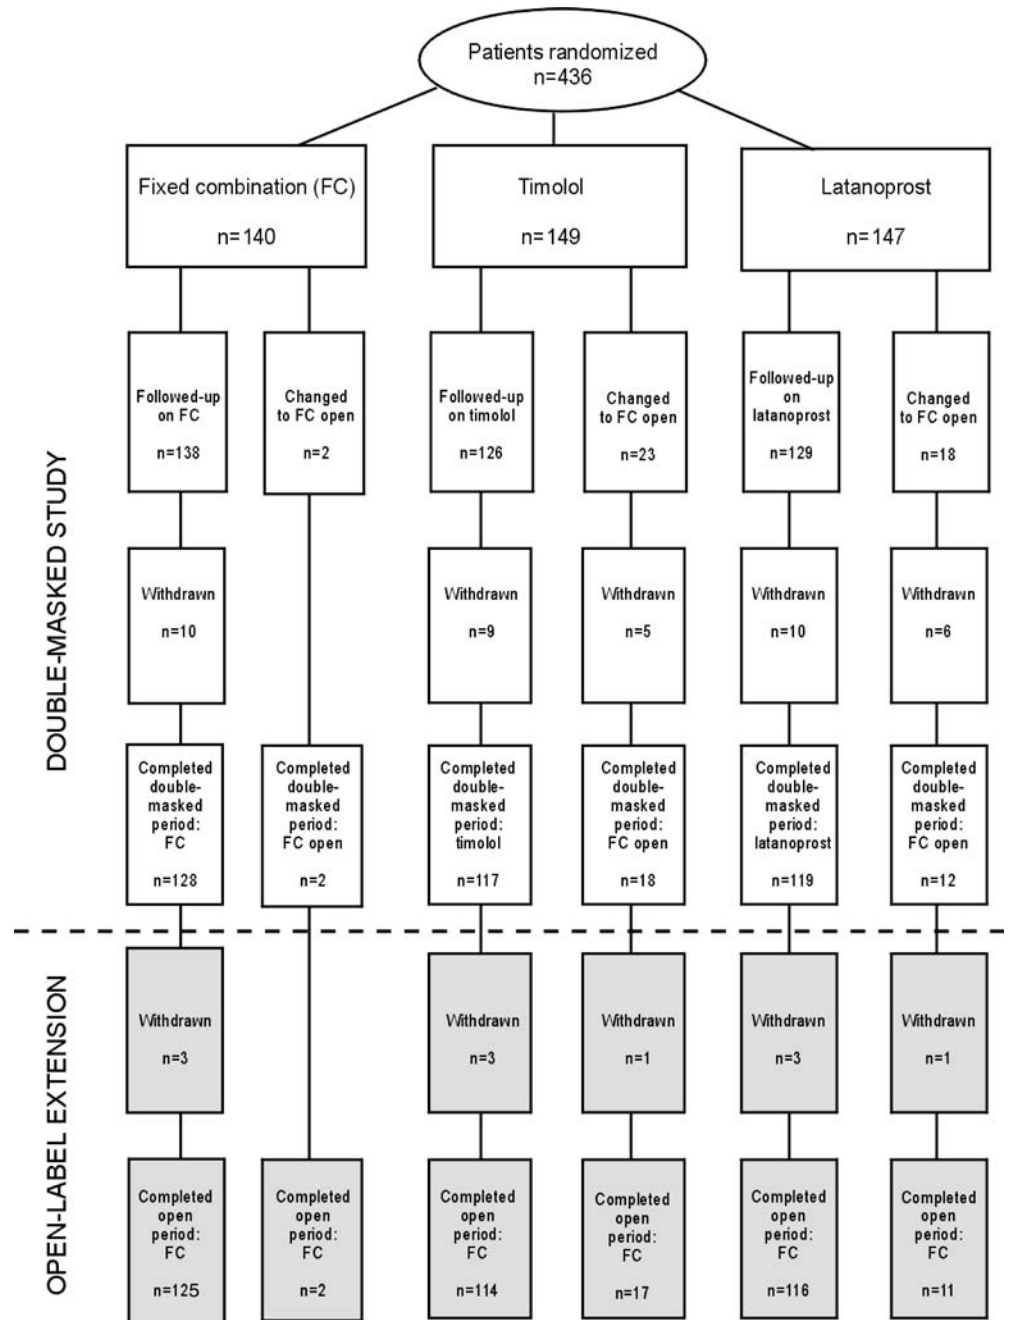 Patients randomized
n=436
Fixed combination (FC)
n=140
Timolol
n=149
Latanoprost
n=147
DOUBLE-MASKED STUDY
Followed-up
on FC
n=138
Changed
to FC open
n=2
Followed-up
on timolol
n=126
Changed
to FC open
n=23
Followed-up
on
latanoprost
n=129
Changed
to FC open
n=18
Withdrawn
n=10
Withdrawn
n=9
Withdrawn
n=5
Withdrawn
n=10
Withdrawn
n=6
Completed
double-
masked
period:
FC
n=128
Completed
double-
masked
period:
FC open
n=2
Completed
double-
masked
period:
timolol
n=117
Completed
double-
masked
period:
FC open
n=18
Completed
double-
masked
period:
latanoprost
n=119
Completed
double-
masked
period:
FC open
n=12
OPEN-LABEL EXTENSION
Withdrawn
n=3
Withdrawn
n=3
Withdrawn
n=1
Withdrawn
n=3
Withdrawn
n=1
Completed
open
period:
FC
n=125
Completed
open
period:
FC
n=2
Completed
open
period:
FC
n=114
Completed
open
period:
FC
n=17
Completed
open
period:
FC
n=116
Completed
open
period:
FC
n=11